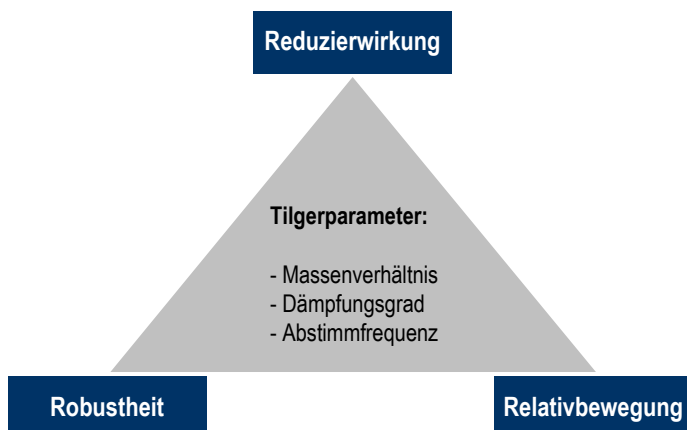 Reduzierwirkung
Tilgerparameter:
- Massenverhältnis
- Dämpfungsgrad
- Abstimmfrequenz
Robustheit
Relativbewegung